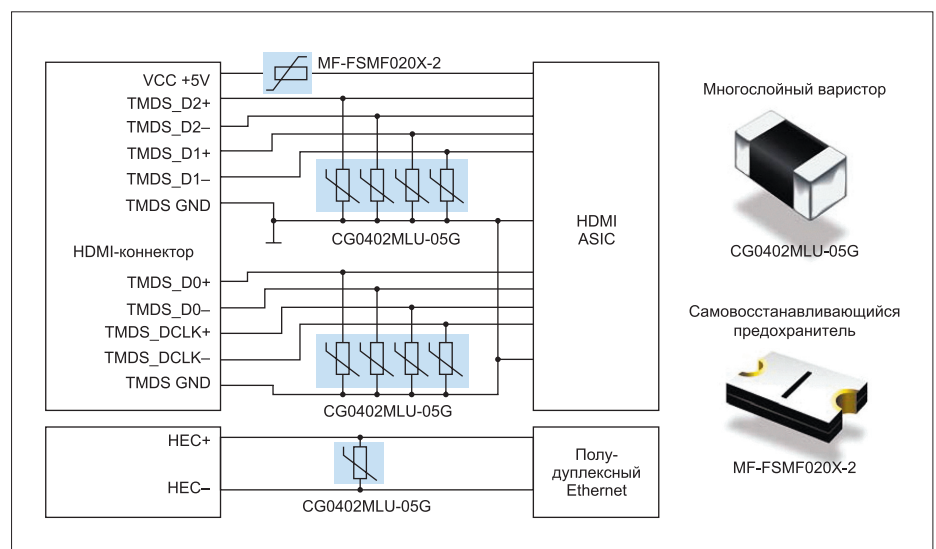 MF-FSMF020X-2
VCC +5V
TMDS_D2+
TMDS_D2–
TMDS_D1+
TMDS_D1–
TMDS GND
CG0402MLU-05G
HDMI-коннектор
TMDS_D0+
TMDS_D0–
TMDS_DCLK+
TMDS_DCLK–
TMDS GND
CG0402MLU-05G
HDMI
ASIC
HEC+
HEC–
CG0402MLU-05G
Полу-
дуплексный
Ethernet
Многослойный варистор
CG0402MLU-05G
Самовосстанавливающийся
предохранитель
MF-FSMF020X-2